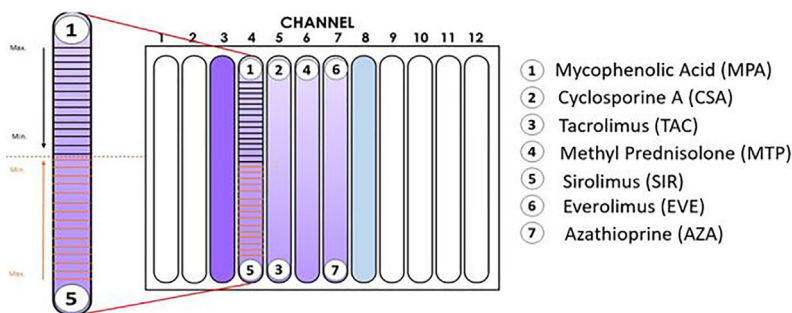 CHANNEL
1 2 3 4 5 6 7 8 9 10 11 12
1
Max.
Min.
Min.
Max.
5
1 2 4 6
5 3 7
1 Mycophenolic Acid (MPA)
2 Cyclosporine A (CSA)
3 Tacrolimus (TAC)
4 Methyl Prednisolone (MTP)
5 Sirolimus (SIR)
6 Everolimus (EVE)
7 Azathioprine (AZA)